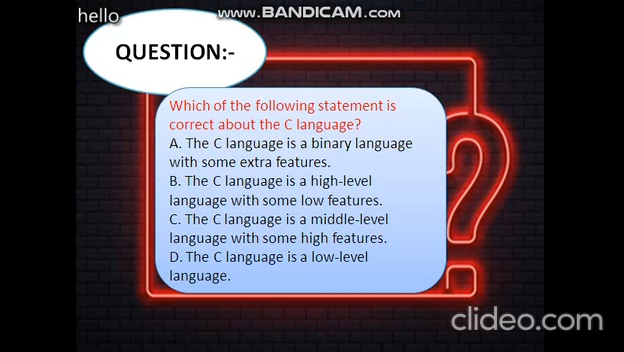 hello
www.BANDICAM.com
QUESTION:-
Which of the following statement is
correct about the C language?
A. The C language is a binary language
with some extra features.
B. The C language is a high-level
language with some low features.
C. The C language is a middle-level
language with some high features.
D. The C language is a low-level
language.
clideo.com